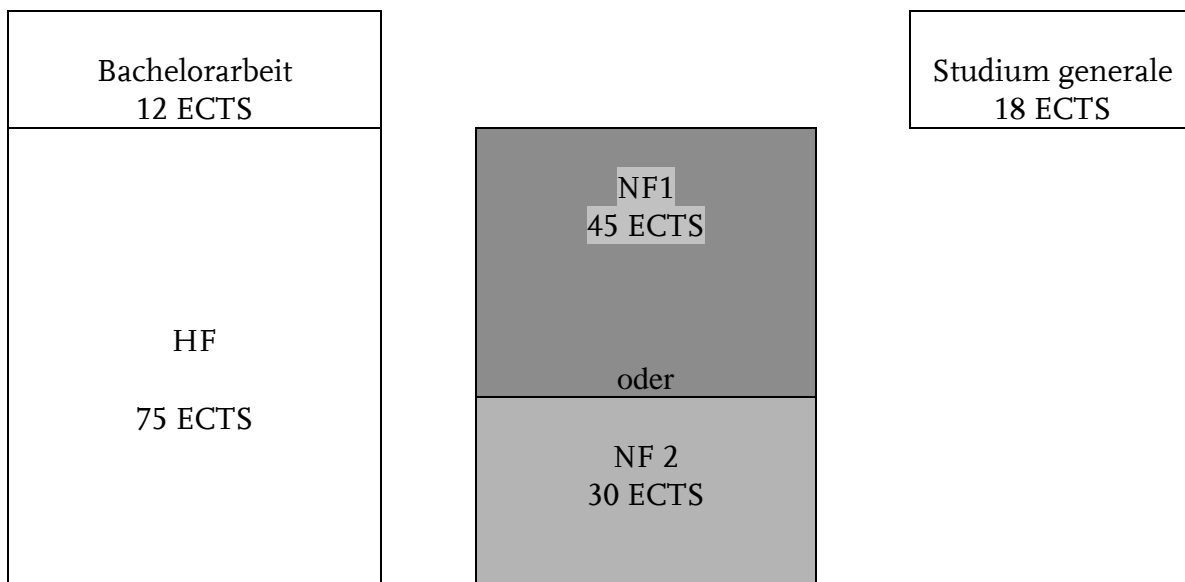 Bachelorarbeit
12 ECTS
HF
75 ECTS
NF1
45 ECTS
oder
NF 2
30 ECTS
Studium generale
18 ECTS